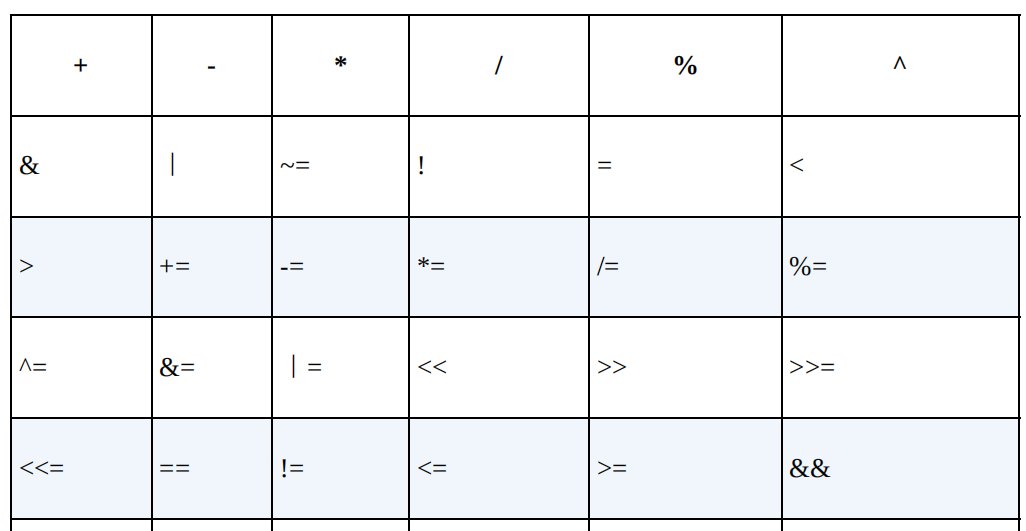 + - * / % ^
& | ~= ! = <
> += -= *= /= %=
^= &= | = << >> >>=
<<= == != <= >= &&